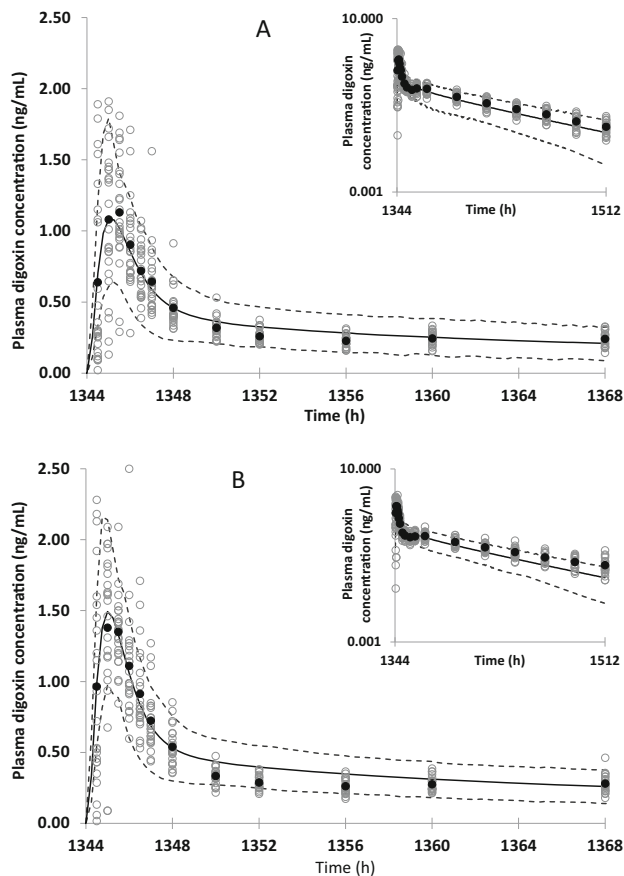 A
2.50
2.00
1.50
1.00
0.50
0.00
Plasma digoxin concentration (ng/mL)
1344
1348
1352
1356
1360
1364
1368
Time (h)
10.000
0.001
Plasma digoxin
concentration (ng/mL)
1344
Time (h)
1512
B
2.50
2.00
1.50
1.00
0.50
0.00
Plasma digoxin concentration (ng/mL)
1344
1348
1352
1356
1360
1364
1368
Time (h)
10.000
0.001
Plasma digoxin
concentration (ng/mL)
1344
Time (h)
1512